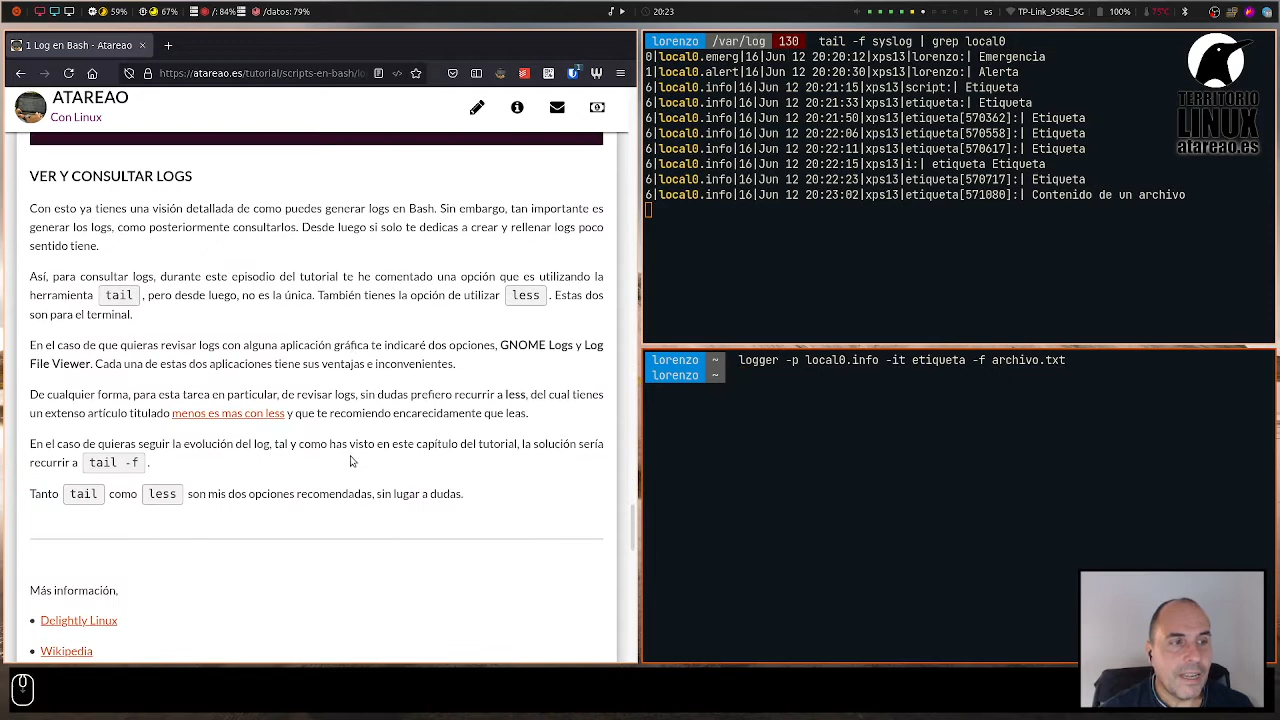 59%
67%
/:84%
/datos:79%
20:23
es
TP-Link_958E_5G
100%
75°C
1 Log en Bash - Atareao
https://atareao.es/tutorial/scripts-en-bash/lo
ATAREAO
Con Linux
VER Y CONSULTAR LOGS
Con esto ya tienes una visión detallada de como puedes generar logs en Bash. Sin embargo, tan importante es
generar los logs, como posteriormente consultarlos. Desde luego si solo te dedicas a crear y rellenar logs poco
sentido tiene.
Así, para consultar logs, durante este episodio del tutorial te he comentado una opción que es utilizando la
herramienta tail , pero desde luego, no es la única. También tienes la opción de utilizar less . Estas dos
son para el terminal.
En el caso de que quieras revisar logs con alguna aplicación gráfica te indicaré dos opciones, GNOME Logs y Log
File Viewer. Cada una de estas dos aplicaciones tiene sus ventajas e inconvenientes.
De cualquier forma, para esta tarea en particular, de revisar logs, sin dudas prefiero recurrir a less, del cual tienes
un extenso artículo titulado menos es mas con less y que te recomiendo encarecidamente que leas.
En el caso de quieras seguir la evolución del log, tal y como has visto en este capítulo del tutorial, la solución sería
recurrir a tail -f .
Tanto tail como less son mis dos opciones recomendadas, sin lugar a dudas.
Más información,
• Delightly Linux
• Wikipedia
lorenzo /var/log 130 tail -f syslog | grep local0
0|local0.emerg|16|Jun 12 20:20:12|xps13|lorenzo:| Emergencia
1|local0.alert|16|Jun 12 20:20:30|xps13|lorenzo:| Alerta
6|local0.info|16|Jun 12 20:21:15|xps13|script:| Etiqueta
6|local0.info|16|Jun 12 20:21:33|xps13|etiqueta:| Etiqueta
6|local0.info|16|Jun 12 20:21:50|xps13|etiqueta[570362]:| Etiqueta
6|local0.info|16|Jun 12 20:22:06|xps13|etiqueta[570558]:| Etiqueta
6|local0.info|16|Jun 12 20:22:11|xps13|etiqueta[570617]:| Etiqueta
6|local0.info|16|Jun 12 20:22:15|xps13|i:| etiqueta Etiqueta
6|local0.info|16|Jun 12 20:22:23|xps13|etiqueta[570717]:| Etiqueta
6|local0.info|16|Jun 12 20:23:02|xps13|etiqueta[571080]:| Contenido de un archivo
TERRITORIO
LINUX
atareao.es
lorenzo ~ logger -p local0.info -it etiqueta -f archivo.txt
lorenzo ~